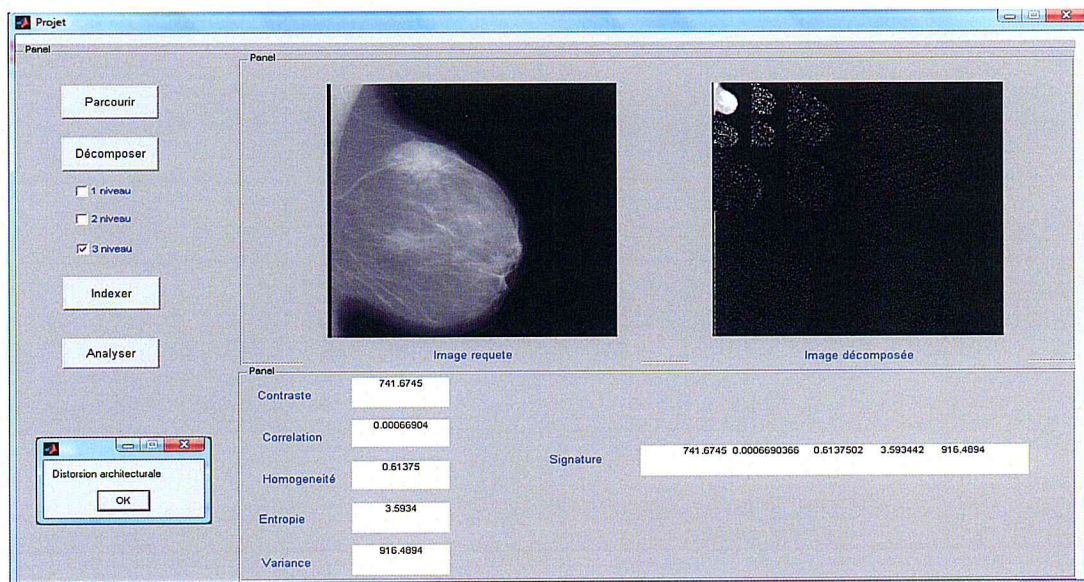 Projet
Panel
Parcourir
Décomposer
1 niveau
2 niveau
3 niveau
Indexer
Analyser
Distorsion architecturale
OK
Panel
Image requete
Image décomposée
Panel
Contraste 741.6745
Correlation 0.00066904
Homogeneité 0.61375
Entropie 3.5934
Variance 916.4894
Signature 741.6745 0.0006690366 0.6137502 3.593442 916.4894